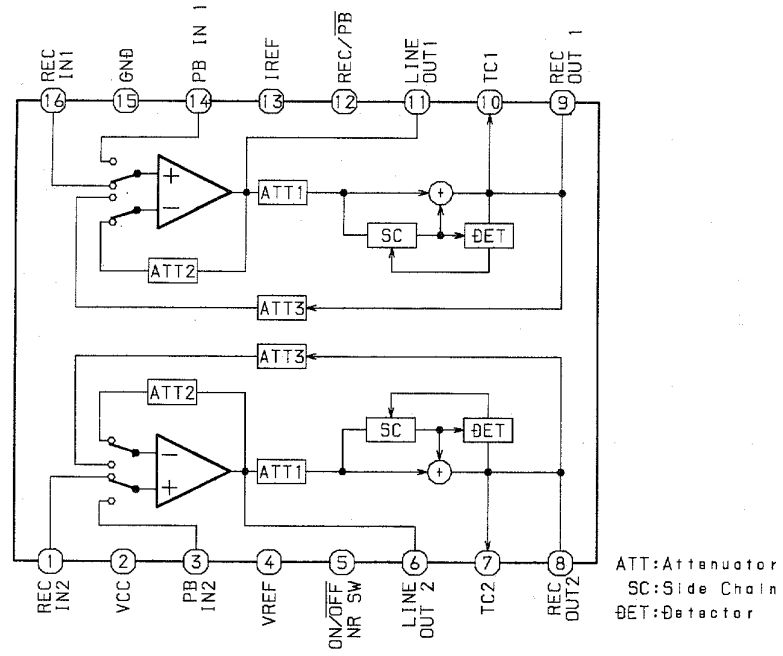 REC IN1
GND
PB IN 1
IREF
REC/PB
LINE OUT1
TC1
REC OUT 1
16
15
14
13
12
11
10
9
+
−
ATT1
+
SC
DET
ATT2
ATT3
ATT3
ATT2
SC
DET
−
+
ATT1
+
1
2
3
4
5
6
7
8
REC IN2
VCC
PB IN2
VREF
ON/OFF NR SW
LINE OUT 2
TC2
REC OUT2
ATT:Attenuator
SC:Side Chain
DET:Detector